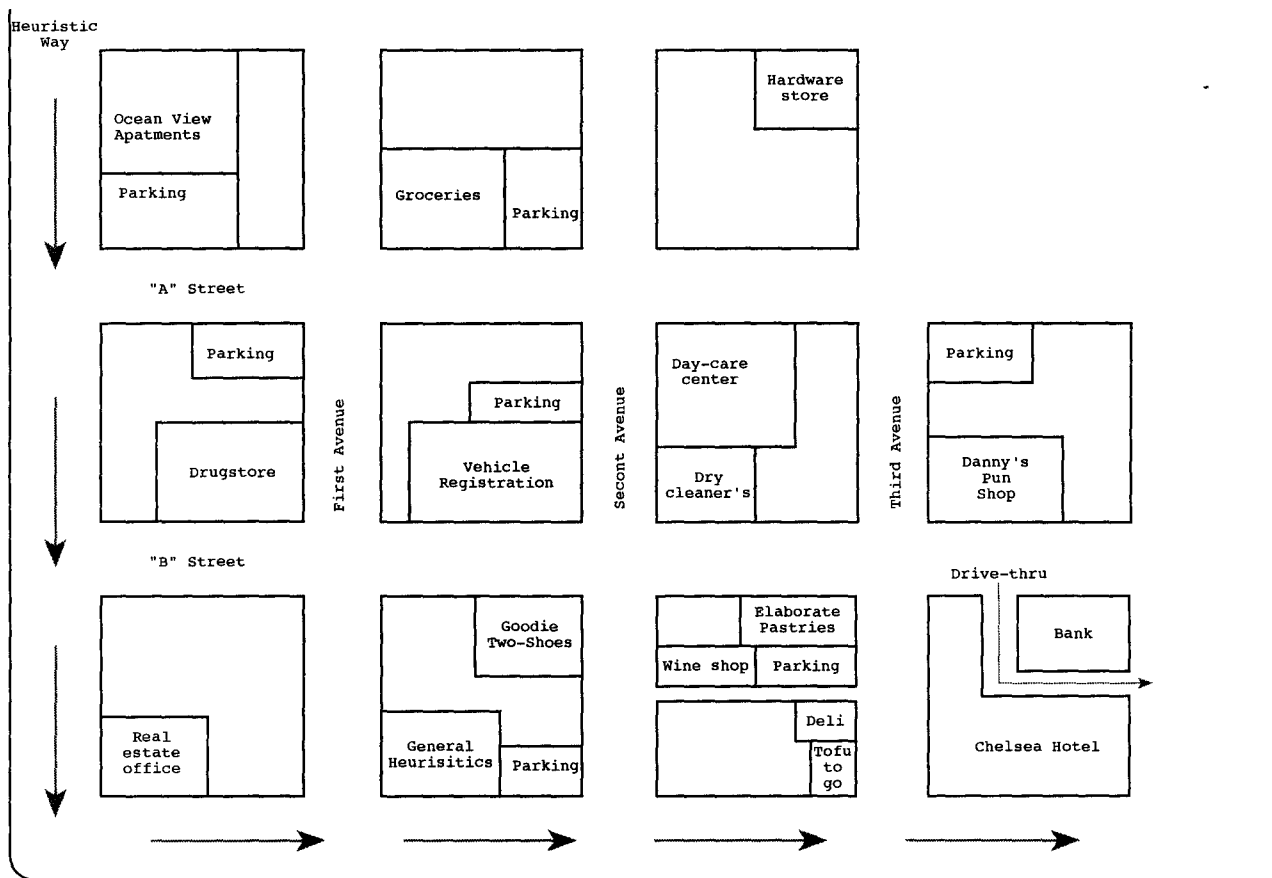 Heuristic
Way
Ocean View
Apatments
Parking
Groceries
Parking
Hardware
store
"A" Street
Parking
Drugstore
First Avenue
Parking
Vehicle
Registration
Second Avenue
Day-care
center
Dry
cleaner's
Third Avenue
Parking
Danny's
Pun
Shop
"B" Street
Real
estate
office
Goodie
Two-Shoes
General
Heurisitics
Parking
Elaborate
Pastries
Wine shop
Parking
Deli
Tofu
to
go
Drive-thru
Bank
Chelsea Hotel